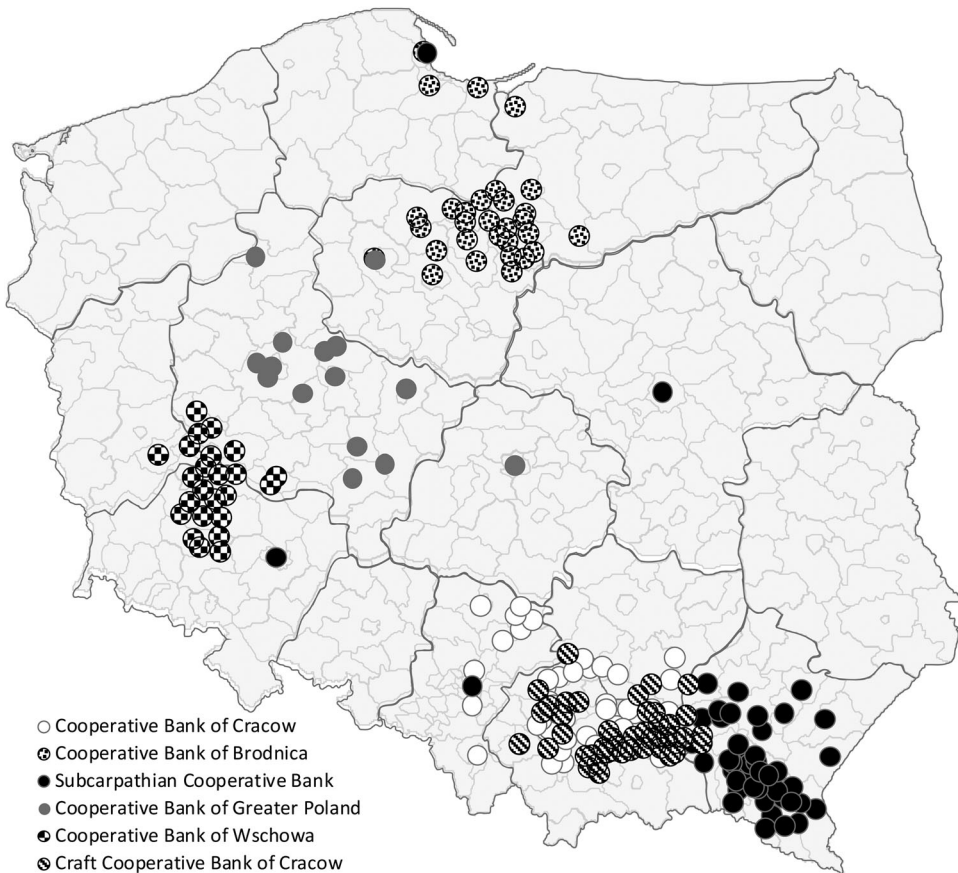 Cooperative Bank of Cracow
Cooperative Bank of Brodnica
Subcarpathian Cooperative Bank
Cooperative Bank of Greater Poland
Cooperative Bank of Wschowa
Craft Cooperative Bank of Cracow